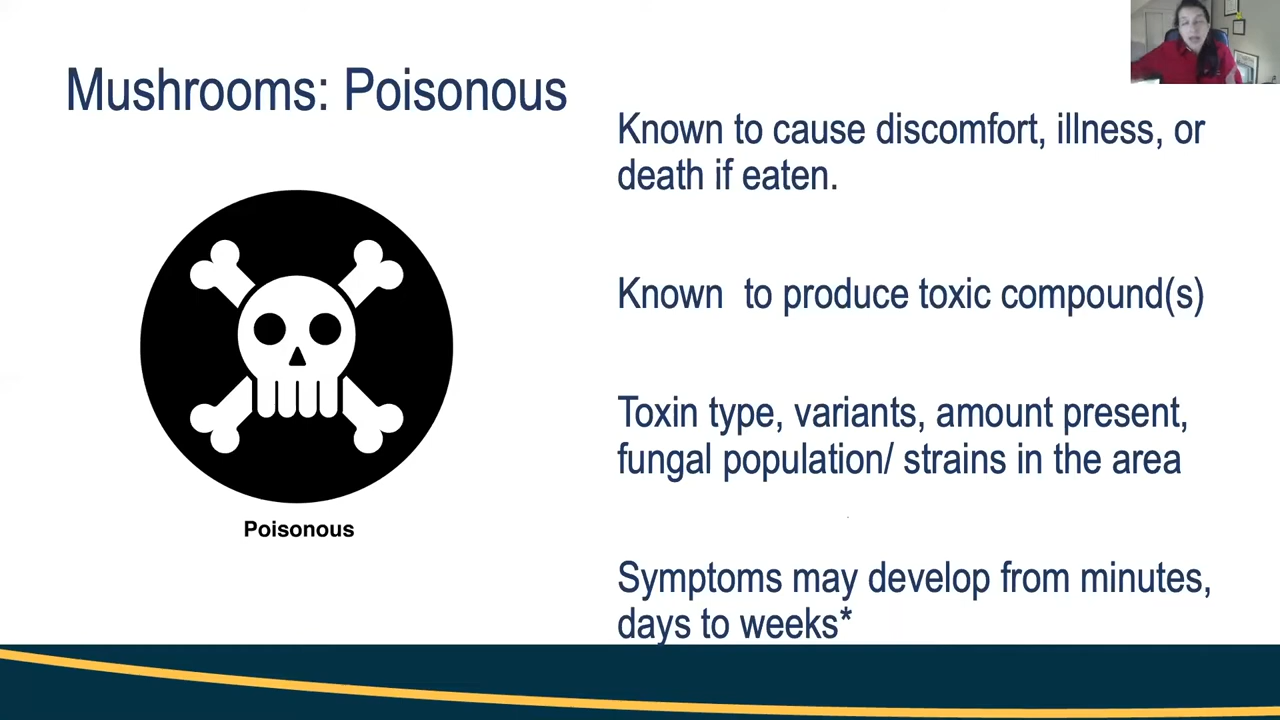 Mushrooms: Poisonous
Known to cause discomfort, illness, or
death if eaten.
Known  to produce toxic compound(s)
Toxin type, variants, amount present,
fungal population/ strains in the area
Symptoms may develop from minutes,
days to weeks*
Poisonous